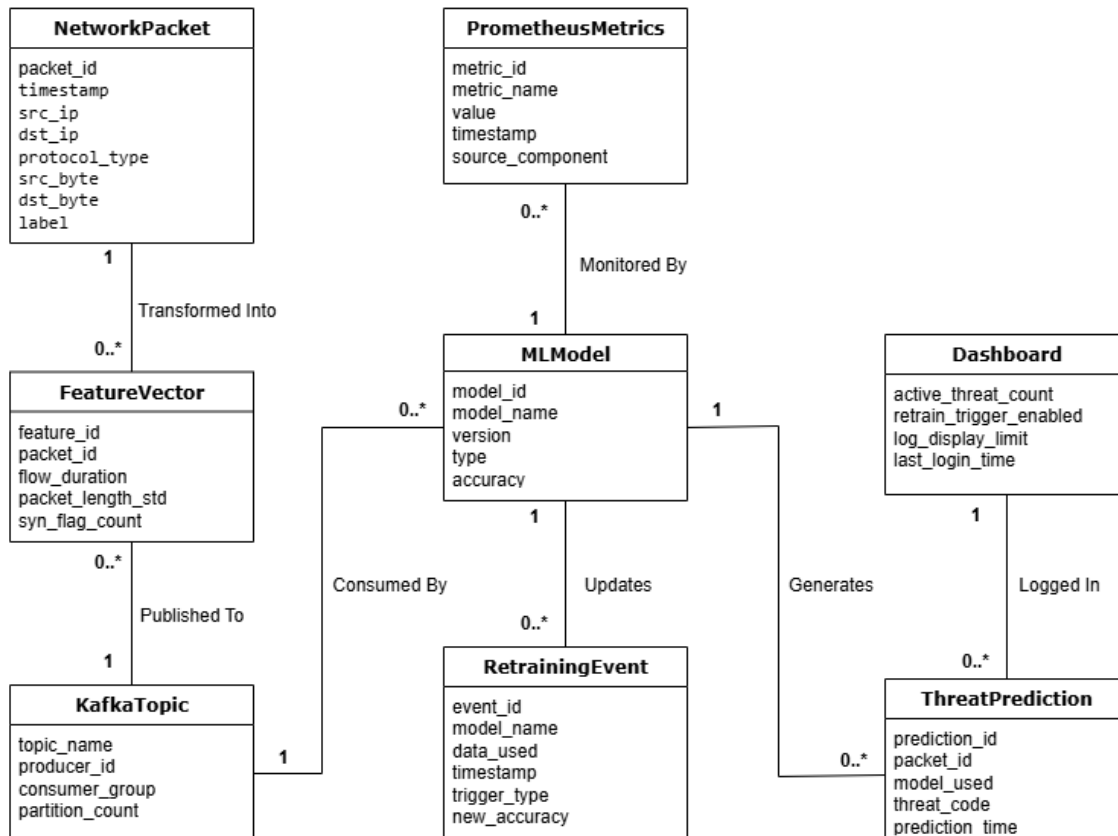 NetworkPacket
packet_id
timestamp
src_ip
dst_ip
protocol_type
src_byte
dst_byte
label
PrometheusMetrics
metric_id
metric_name
value
timestamp
source_component
1
Transformed Into
0..*
0..*
Monitored By
1
FeatureVector
feature_id
packet_id
flow_duration
packet_length_std
syn_flag_count
MLModel
model_id
model_name
version
type
accuracy
Dashboard
active_threat_count
retrain_trigger_enabled
log_display_limit
last_login_time
0..*
1
0..*
Published To
1
Consumed By
1
Updates
0..*
Generates
1
Logged In
0..*
KafkaTopic
topic_name
producer_id
consumer_group
partition_count
1
RetrainingEvent
event_id
model_name
data_used
timestamp
trigger_type
new_accuracy
0..*
ThreatPrediction
prediction_id
packet_id
model_used
threat_code
prediction_time